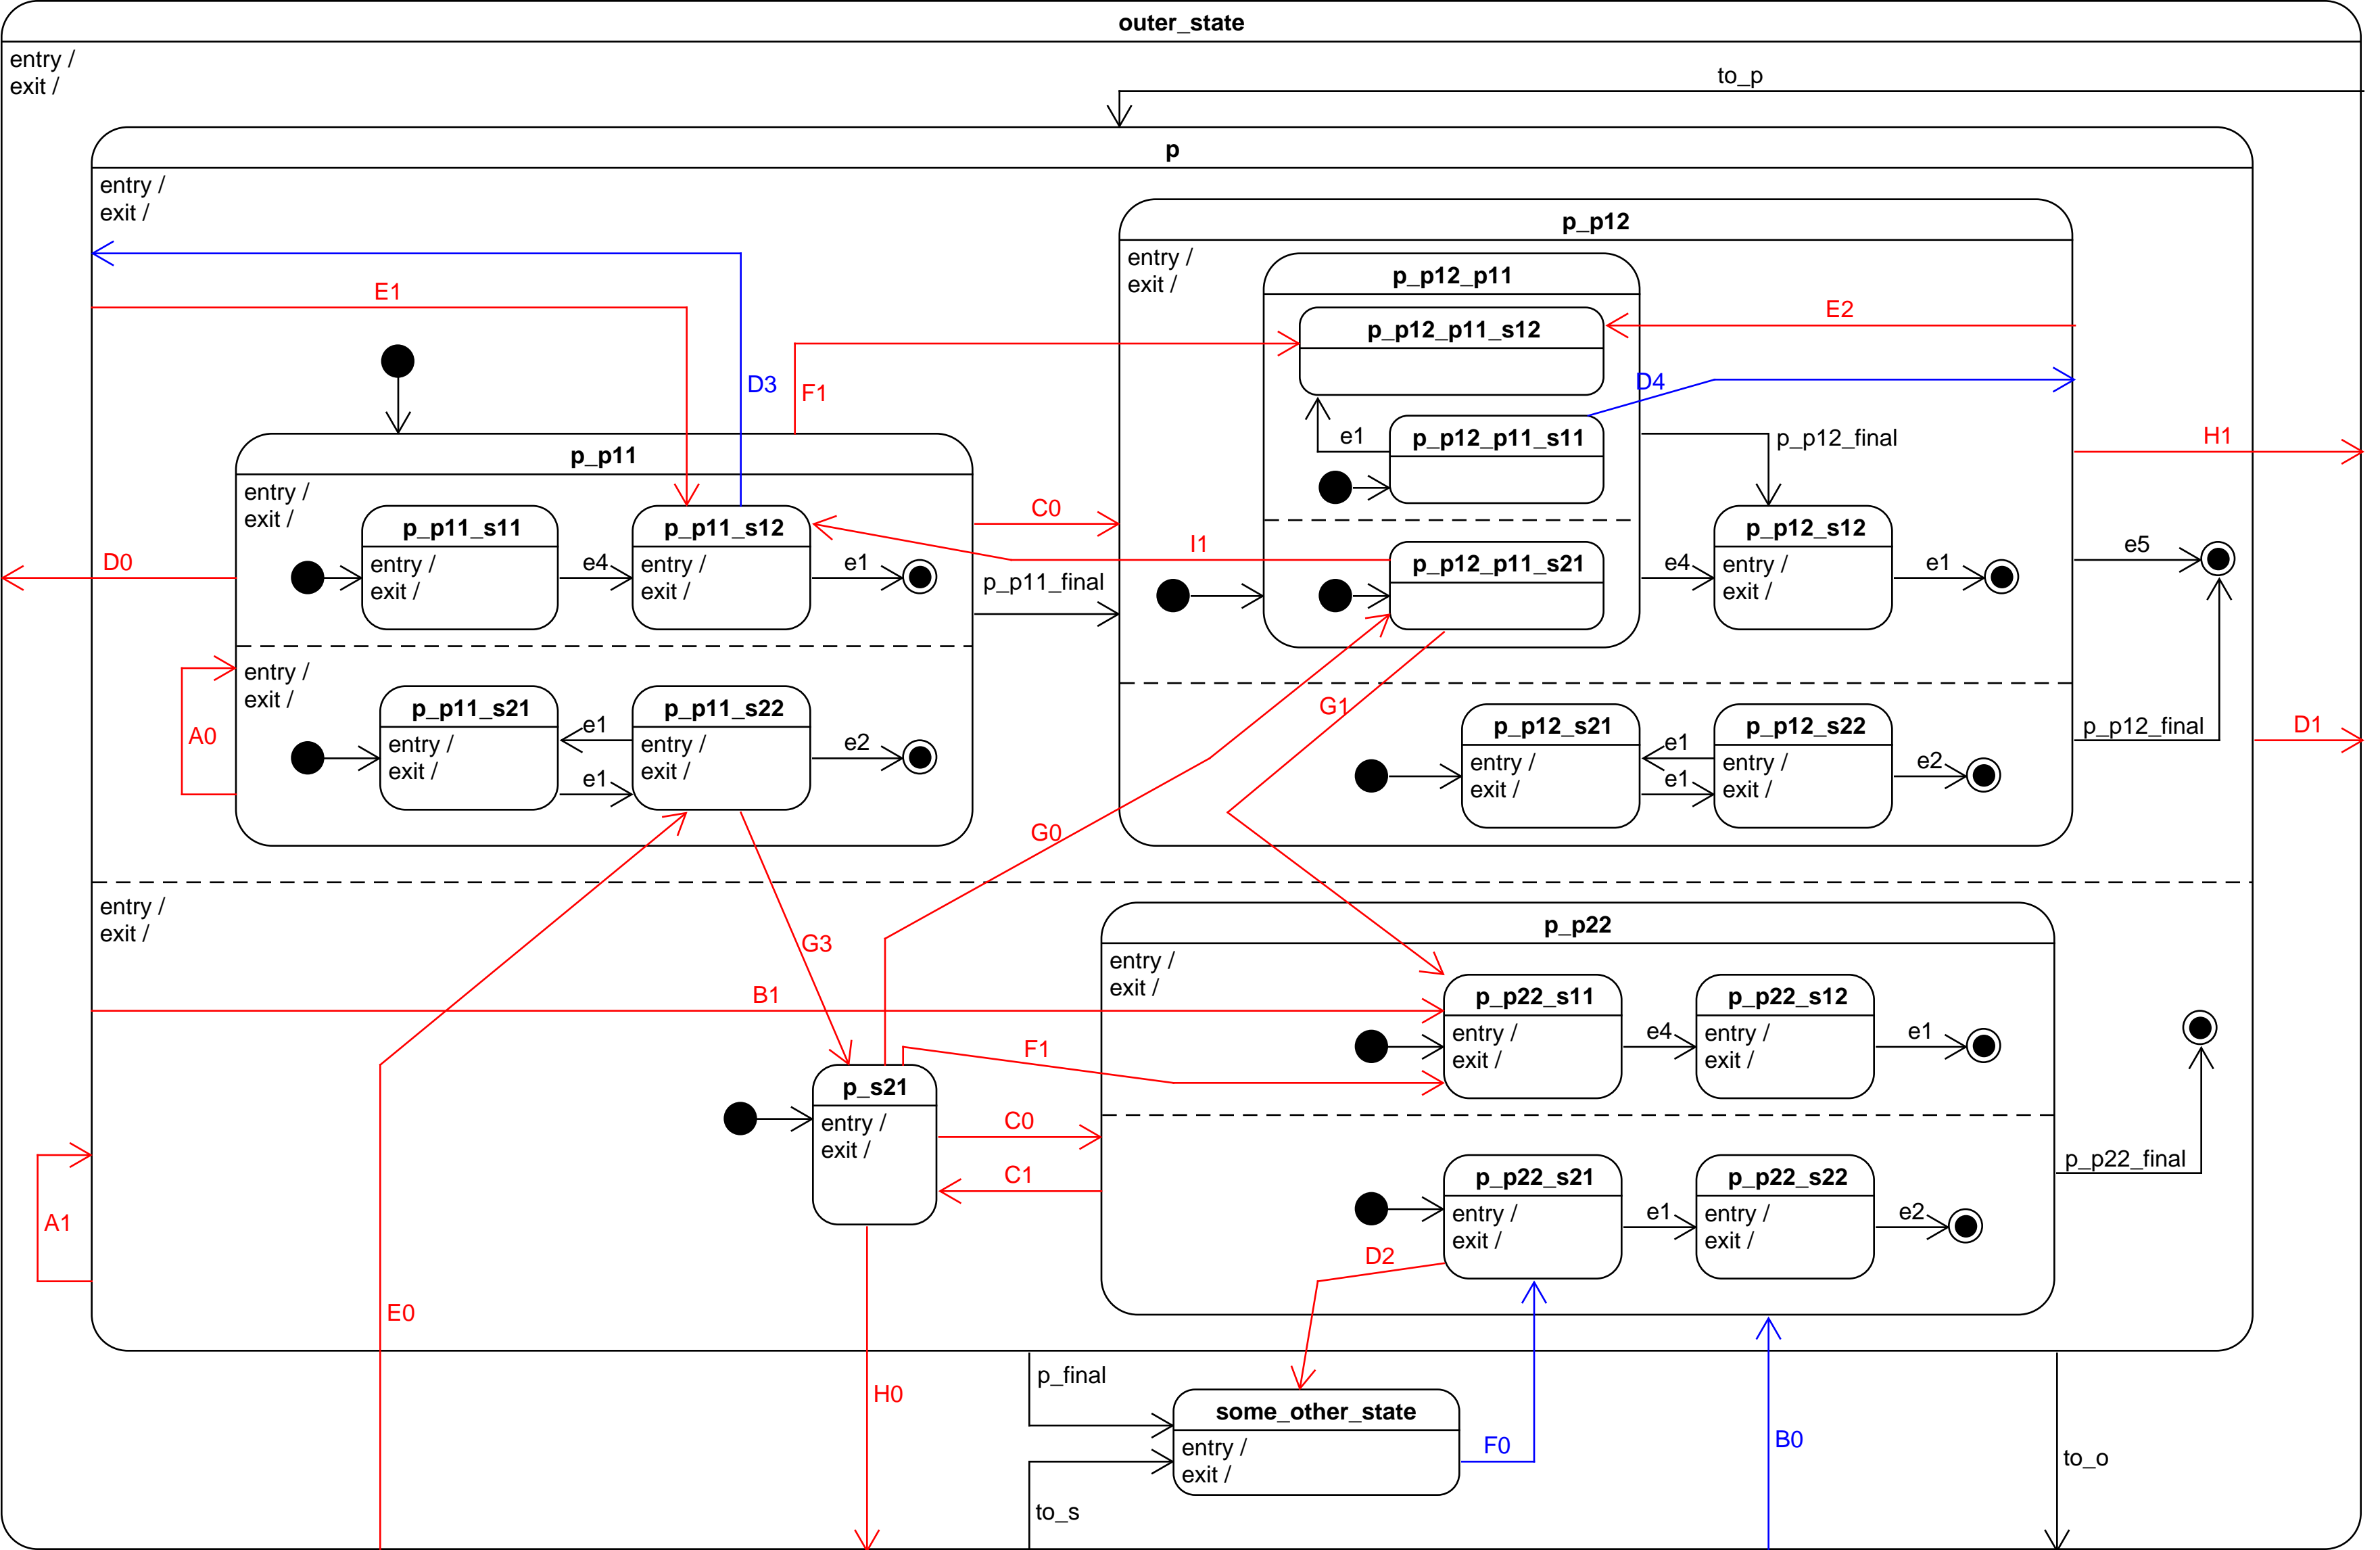 outer_state
entry /
exit /
to_p
p
entry /
exit /
p_p12
entry /
exit /
p_p12_p11
E1
E2
p_p12_p11_s12
D3
F1
D4
e1
p_p12_p11_s11
p_p12_final
H1
p_p11
entry /
exit /
C0
p_p11_s11
entry /
exit /
e4
p_p11_s12
entry /
exit /
e1
D0
p_p11_final
I1
p_p12_p11_s21
e4
p_p12_s12
entry /
exit /
e1
e5
entry /
exit /
A0
p_p11_s21
entry /
exit /
e1
e1
p_p11_s22
entry /
exit /
e2
G1
p_p12_s21
entry /
exit /
e1
e1
p_p12_s22
entry /
exit /
e2
p_p12_final
D1
G0
entry /
exit /
G3
p_p22
entry /
exit /
B1
p_p22_s11
entry /
exit /
e4
p_p22_s12
entry /
exit /
e1
F1
p_s21
entry /
exit /
C0
C1
p_p22_final
A1
p_p22_s21
entry /
exit /
e1
p_p22_s22
entry /
exit /
e2
D2
E0
H0
p_final
some_other_state
entry /
exit /
F0
B0
to_o
to_s